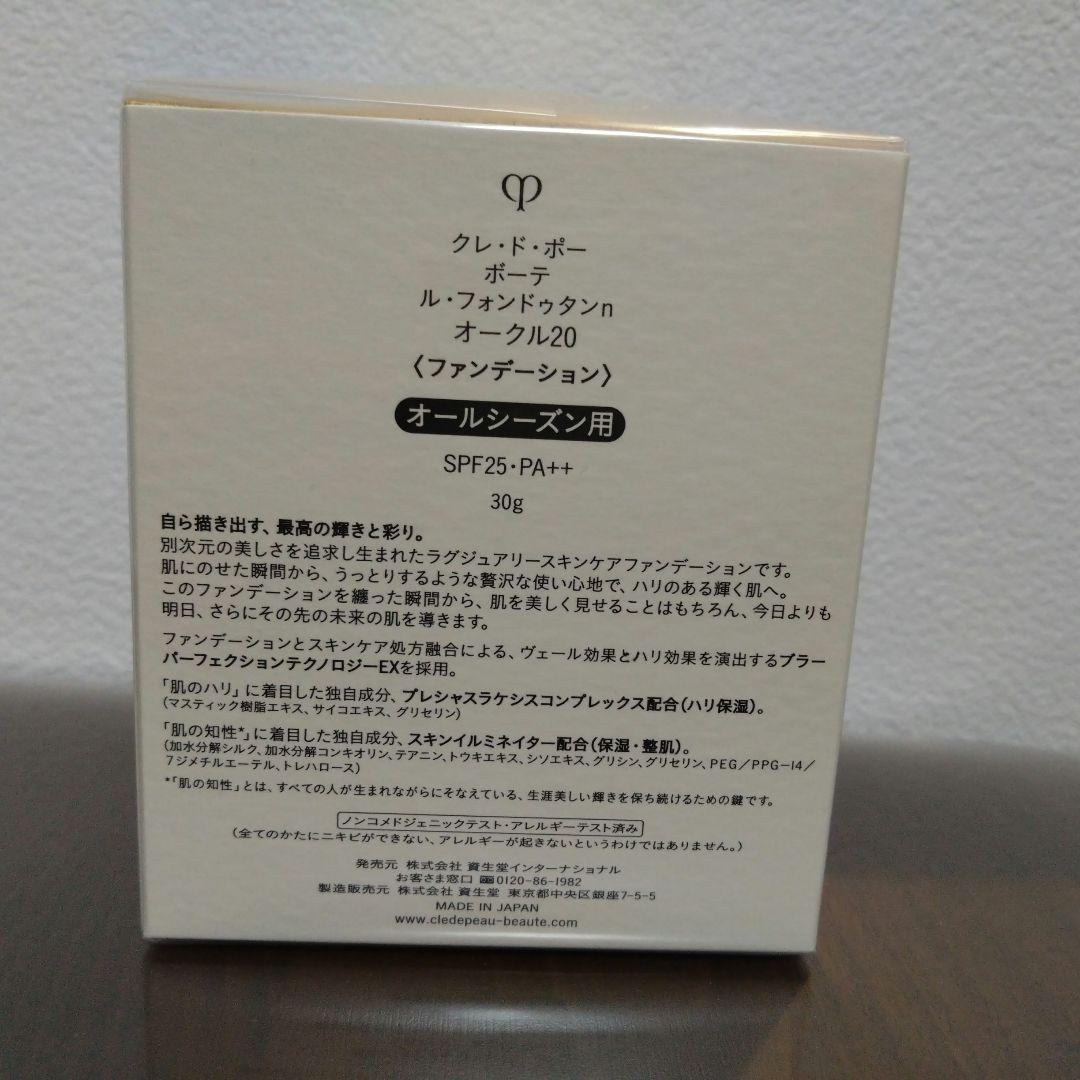 クレ・ド・ポー
ボーテ
ル・フォンドゥタンn
オークル20
〈ファンデーション〉
オールシーズン用
SPF25・PA++
30g
自ら描き出す、最高の輝きと彩り。
別次元の美しさを追求し生まれたラグジュアリースキンケアファンデーションです。
肌にのせた瞬間から、うっとりするような贅沢な使い心地で、ハリのある輝く肌へ。
このファンデーションを纏った瞬間から、肌を美しく見せることはもちろん、今日よりも
明日、さらにその先の未来の肌を導きます。
ファンデーションとスキンケア処方融合による、ヴェール効果とハリ効果を演出するブラー
パーフェクションテクノロジーEXを採用。
「肌のハリ」に着目した独自成分、プレシャスラケシスコンプレックス配合（ハリ保湿）。
（マスティック樹脂エキス、サイコエキス、グリセリン）
「肌の知性*」に着目した独自成分、スキンイルミネイター配合（保湿・整肌）。
（加水分解シルク、加水分解コンキオリン、テアニン、トウキエキス、シソエキス、グリシン、グリセリン、PEG／PPG-14／
7ジメチルエーテル、トレハロース）
*「肌の知性」とは、すべての人が生まれながらにそなえている、生涯美しい輝きを保ち続けるための鍵です。
ノンコメドジェニックテスト・アレルギーテスト済み
（全てのかたにニキビができない、アレルギーが起きないというわけではありません。）
発売元 株式会社 資生堂インターナショナル
お客さま窓口 0120-86-1982
製造販売元 株式会社 資生堂 東京都中央区銀座7-5-5
MADE IN JAPAN
www.cledepeau-beaute.com